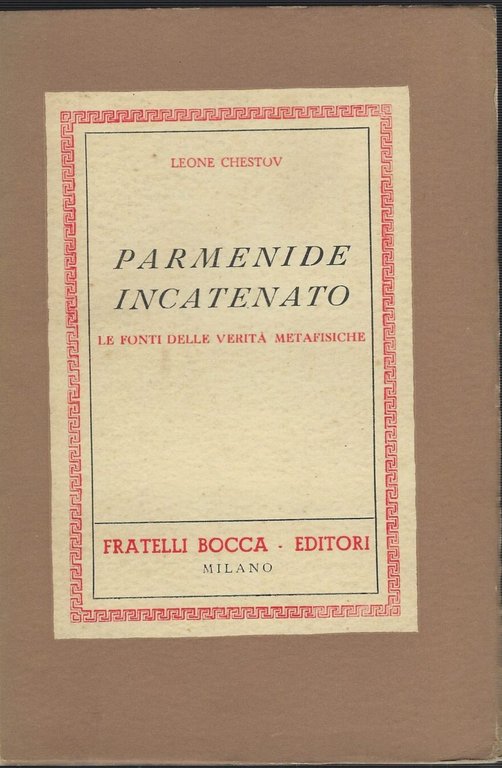 LEONE CHESTOV
PARMENIDE
INCATENATO
LE FONTI DELLE VERITÀ METAFISICHE
FRATELLI BOCCA - EDITORI
MILANO